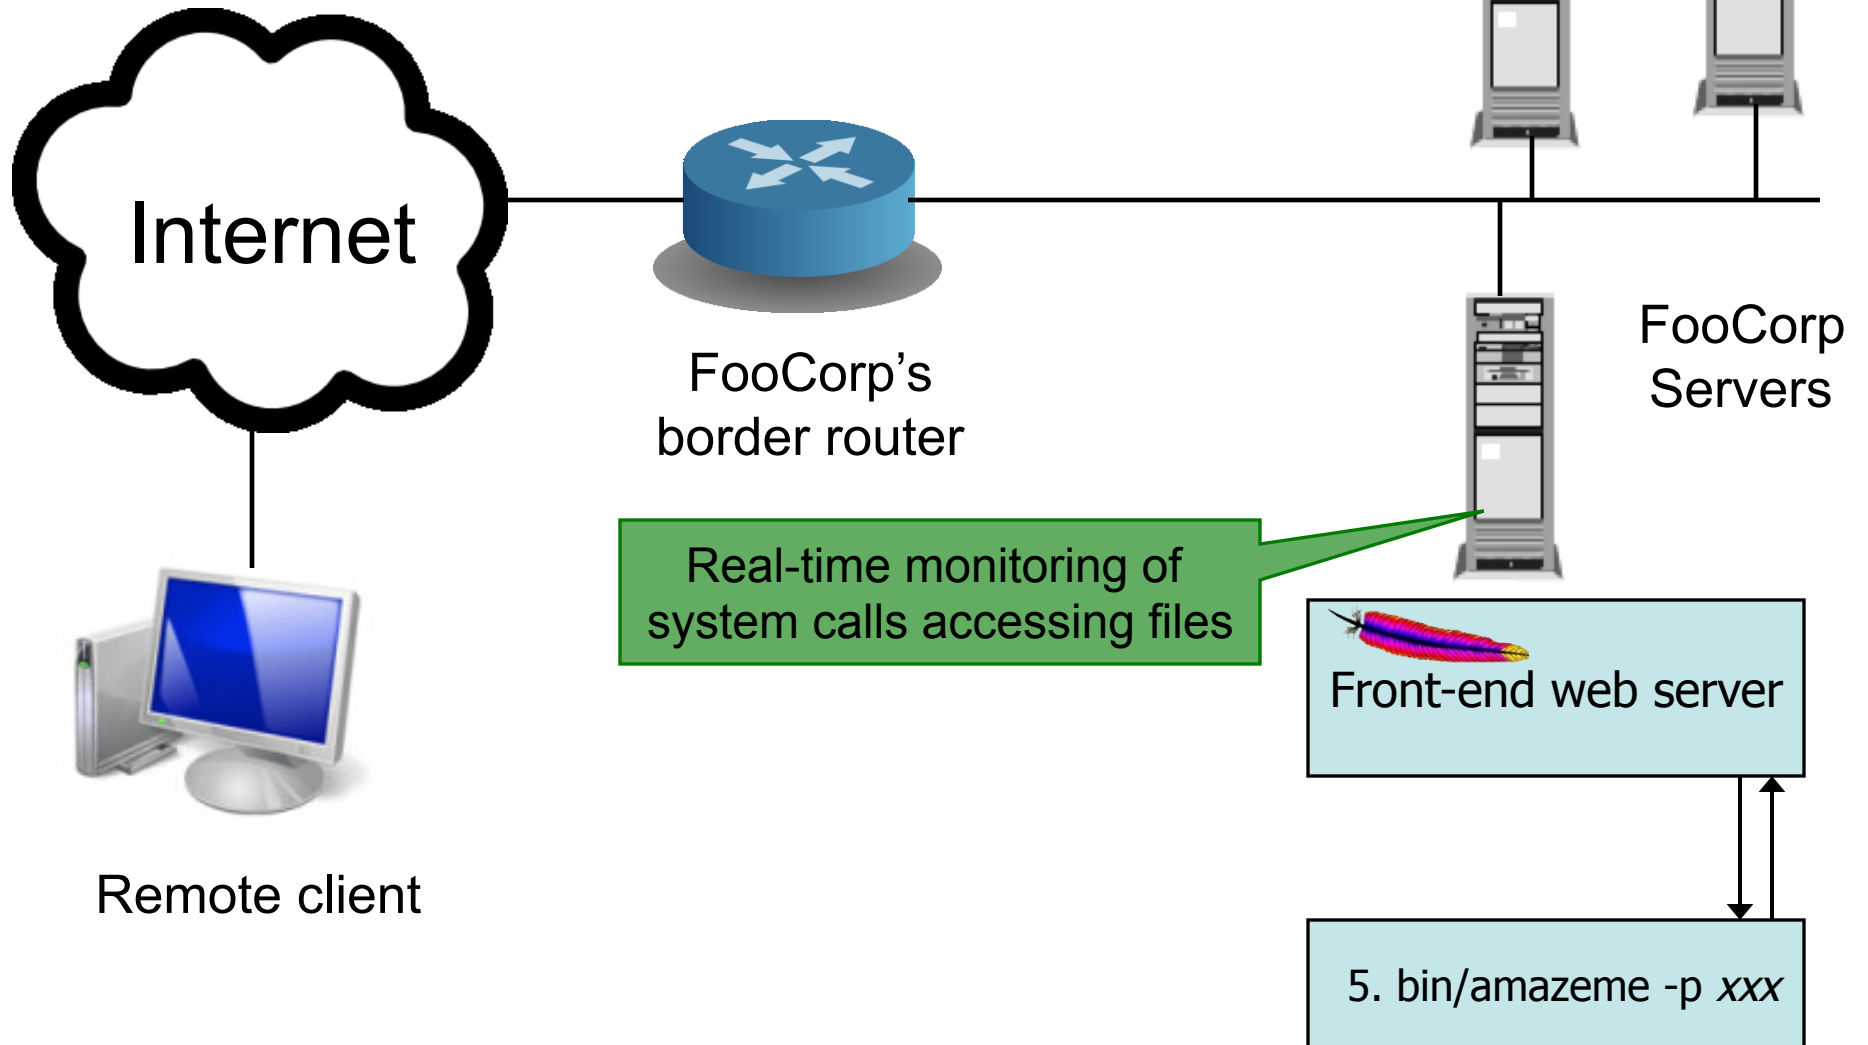 Internet
FooCorp's
border router
FooCorp
Servers
Real-time monitoring of
system calls accessing files
Front-end web server
Remote client
5. bin/amazeme -p xxx